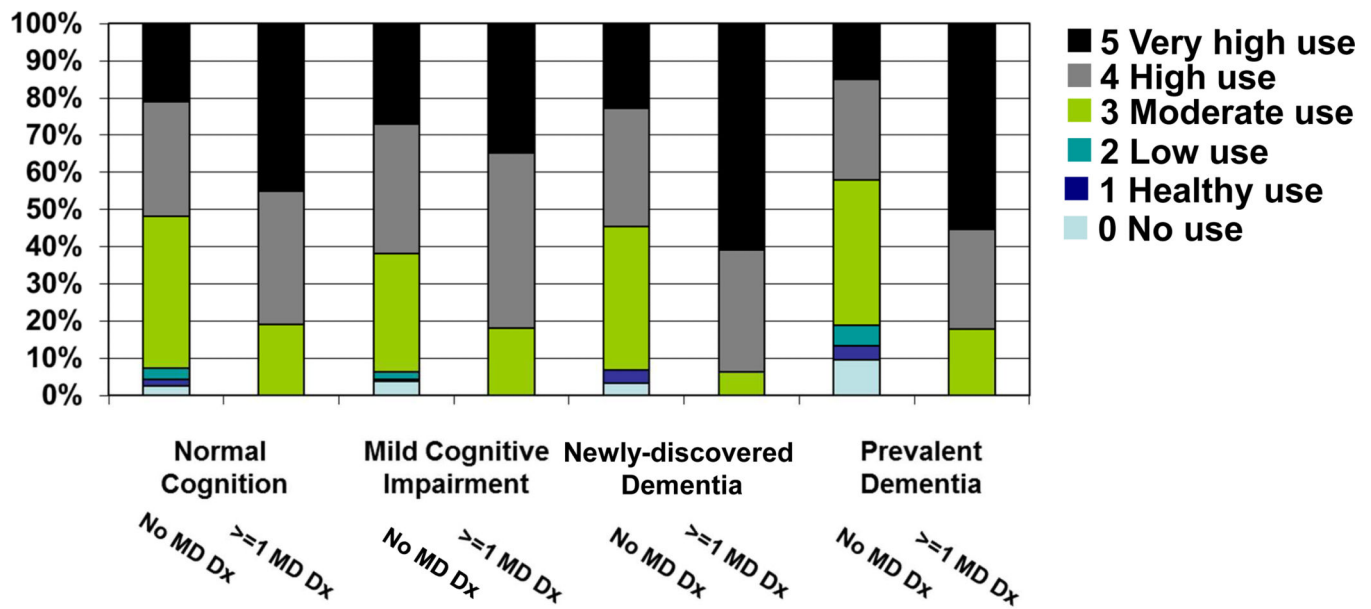 100%
90%
80%
70%
60%
50%
40%
30%
20%
10%
0%
5 Very high use
4 High use
3 Moderate use
2 Low use
1 Healthy use
0 No use
Normal
Cognition
Mild Cognitive
Impairment
Newly-discovered
Dementia
Prevalent
Dementia
No MD Dx
>=1 MD Dx
No MD Dx
>=1 MD Dx
No MD Dx
>=1 MD Dx
No MD Dx
>=1 MD Dx